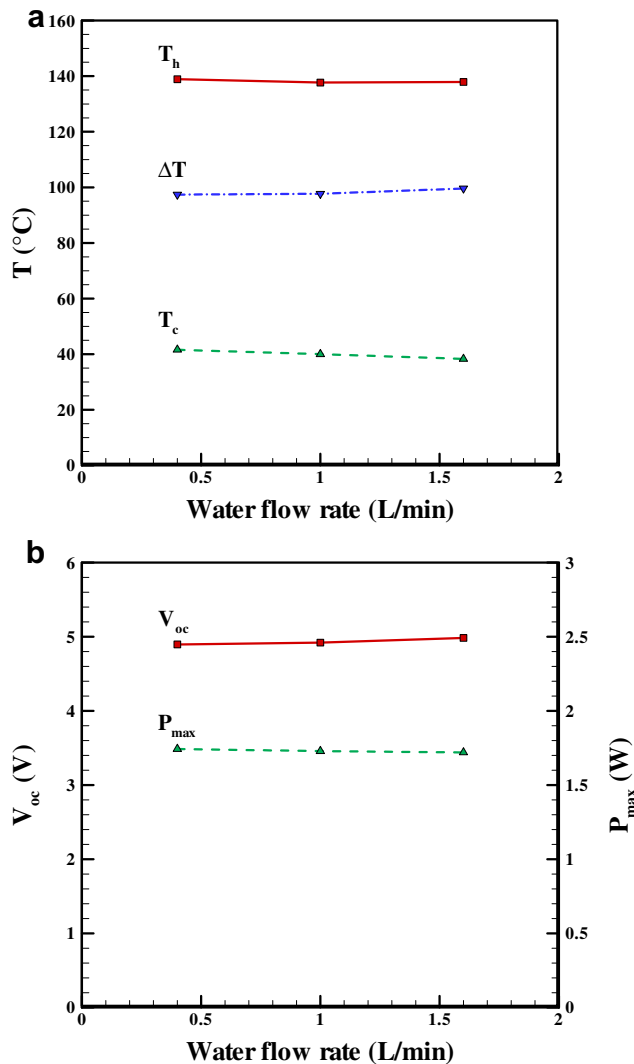 a
160
T_h
140
120
ΔT
100
T (°C)
80
60
T_c
40
20
0
0 0.5 1 1.5 2
Water flow rate (L/min)
b
6 3
V_oc
5 2.5
4 2
P_max
V_oc (V)
P_max (W)
3 1.5
2 1
1 0.5
0 0
0 0.5 1 1.5 2
Water flow rate (L/min)